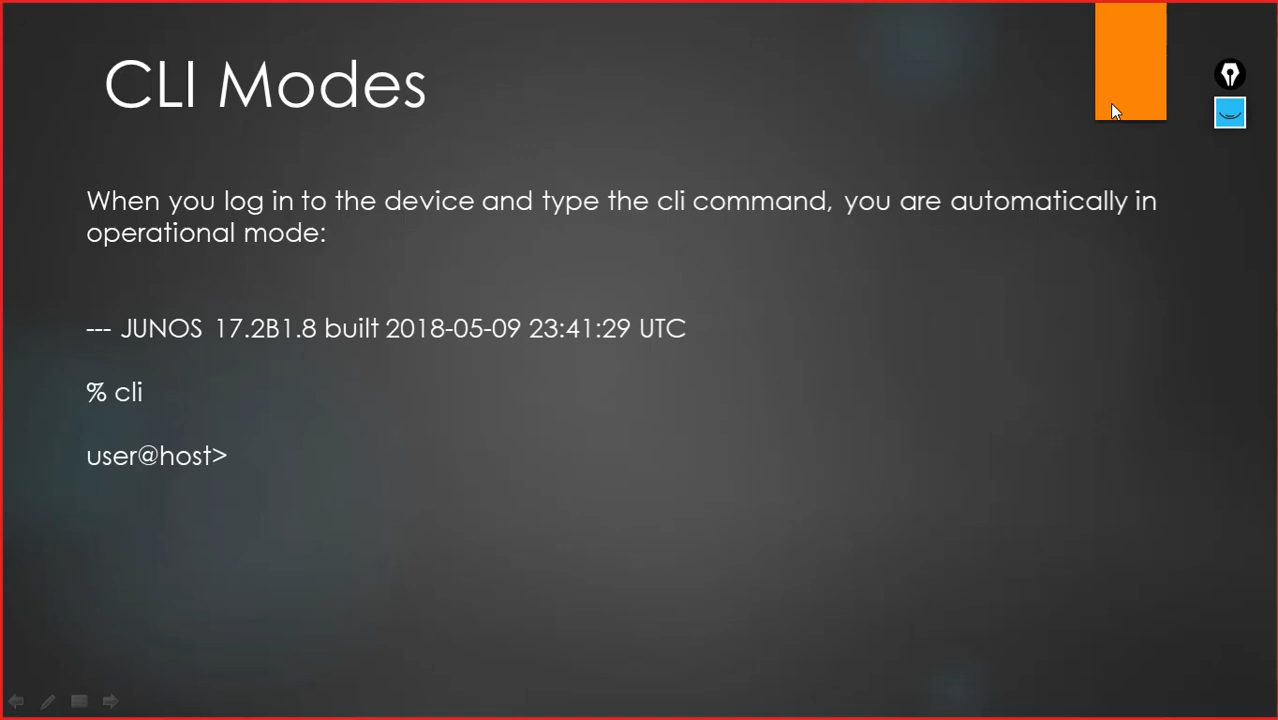 CLI Modes
When you log in to the device and type the cli command, you are automatically in
operational mode:
--- JUNOS 17.2B1.8 built 2018-05-09 23:41:29 UTC
% cli
user@host>